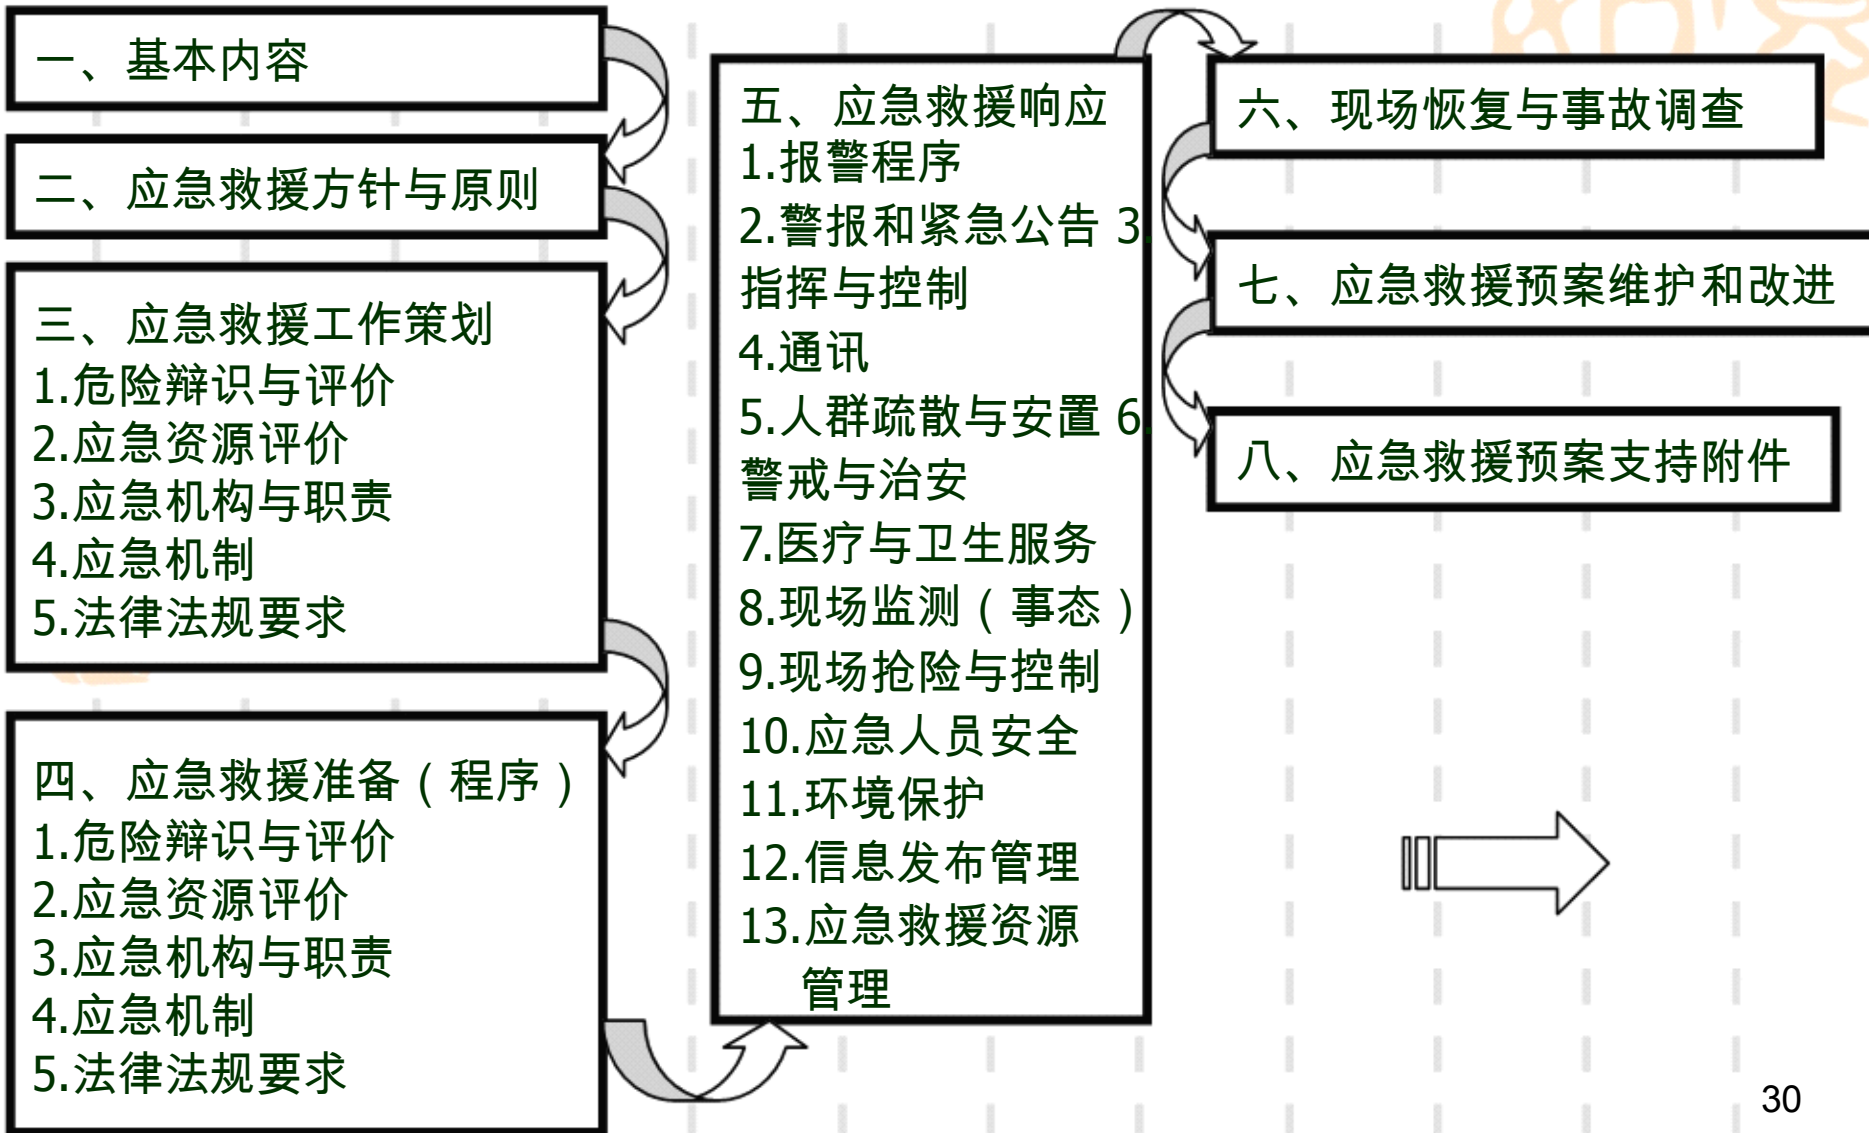 一、基本内容
二、应急救援方针与原则
三、应急救援工作策划
1.危险辩识与评价
2.应急资源评价
3.应急机构与职责
4.应急机制
5.法律法规要求
四、应急救援准备（程序）
1.危险辩识与评价
2.应急资源评价
3.应急机构与职责
4.应急机制
5.法律法规要求
五、应急救援响应
1.报警程序
2.警报和紧急公告 3.
指挥与控制
4.通讯
5.人群疏散与安置 6.
警戒与治安
7.医疗与卫生服务
8.现场监测（事态）
9.现场抢险与控制
10.应急人员安全
11.环境保护
12.信息发布管理
13.应急救援资源
管理
六、现场恢复与事故调查
七、应急救援预案维护和改进
八、应急救援预案支持附件
30